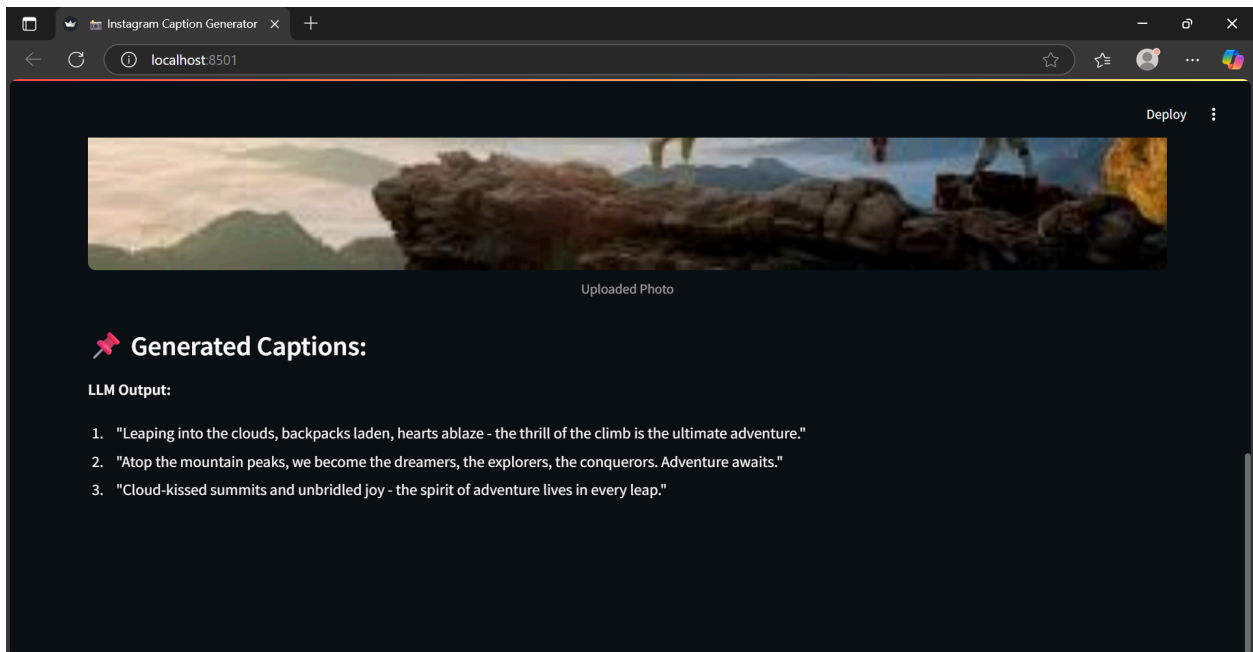 Instagram Caption Generator
localhost:8501
Deploy
Uploaded Photo
Generated Captions:
LLM Output:
1. "Leaping into the clouds, backpacks laden, hearts ablaze - the thrill of the climb is the ultimate adventure."
2. "Atop the mountain peaks, we become the dreamers, the explorers, the conquerors. Adventure awaits."
3. "Cloud-kissed summits and unbridled joy - the spirit of adventure lives in every leap."